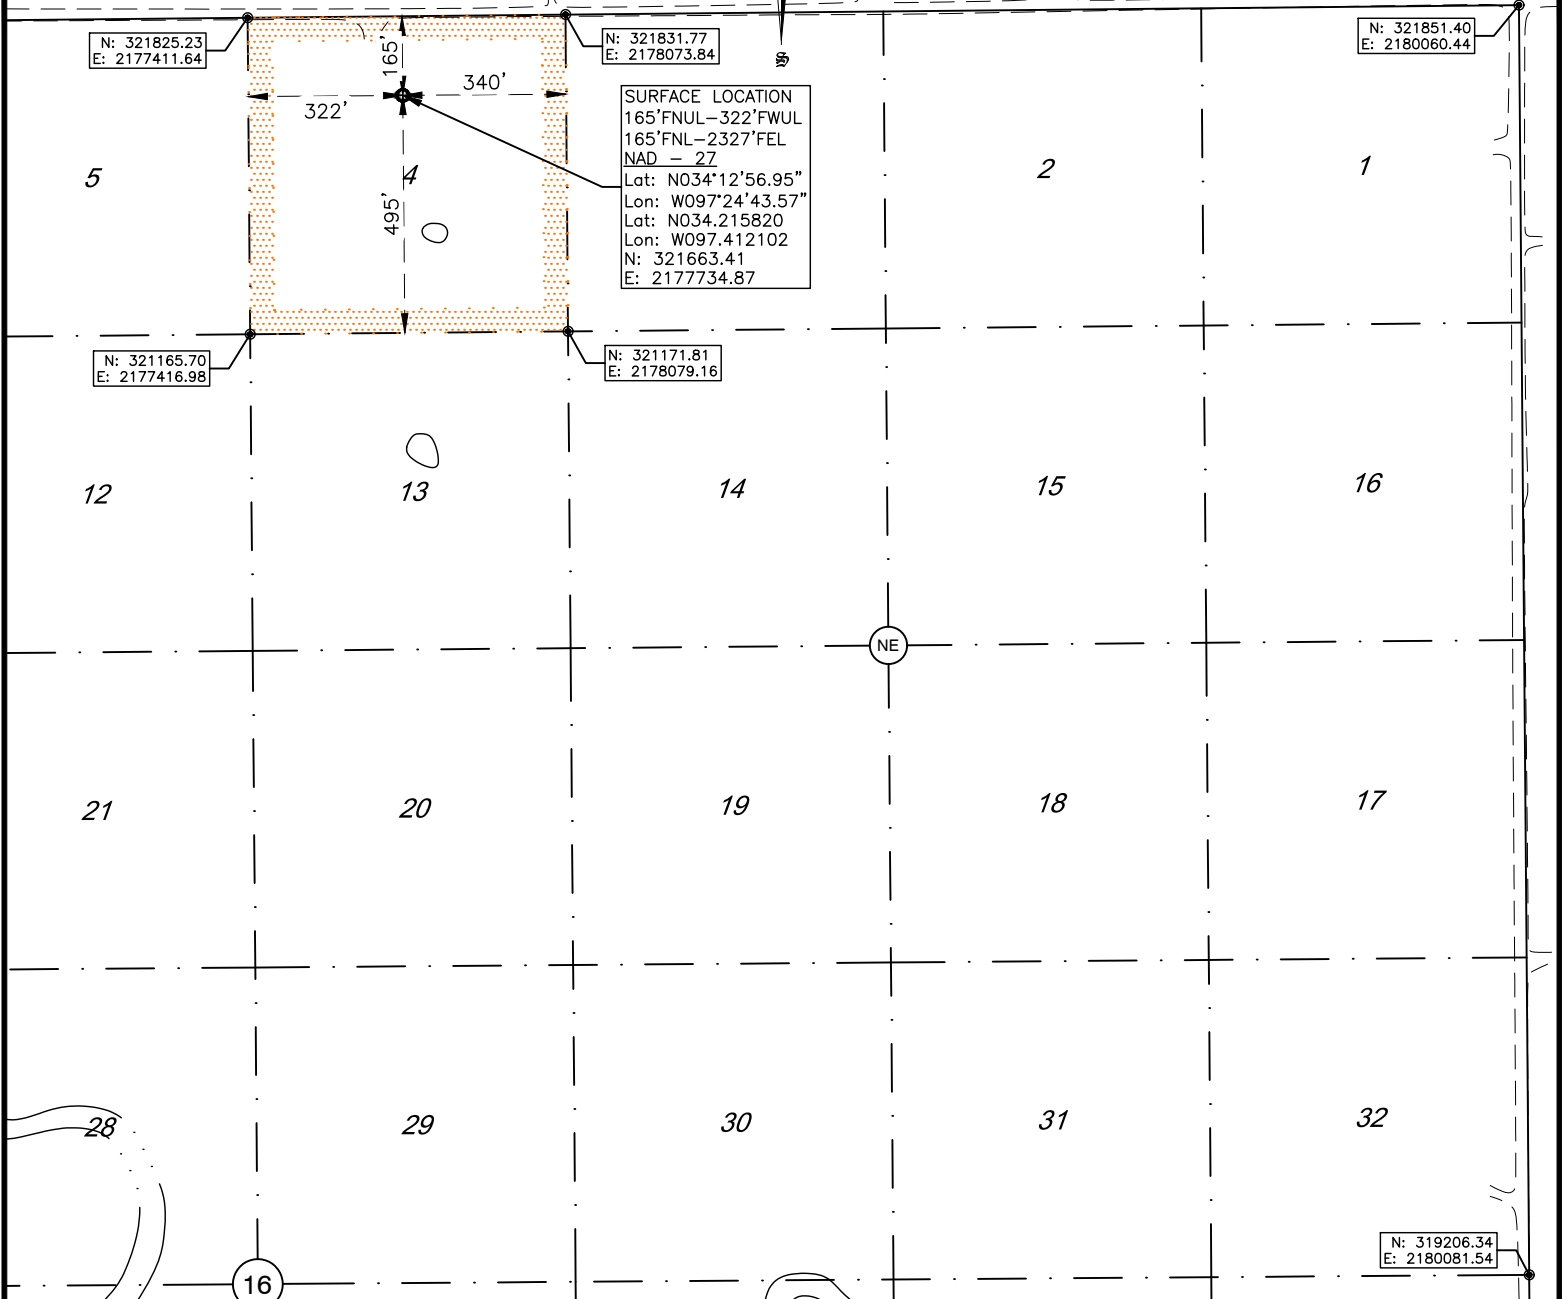 N: 321825.23
E: 2177411.64
165'
N: 321831.77
E: 2178073.84
S
N: 321851.40
E: 2180060.44
322'
340'
SURFACE LOCATION
165'FNUL-322'FWUL
165'FNL-2327'FEL
NAD - 27
Lat: N034°12'56.95"
Lon: W097°24'43.57"
Lat: N034.215820
Lon: W097.412102
N: 321663.41
E: 2177734.87
5
4
2
1
495'
N: 321165.70
E: 2177416.98
N: 321171.81
E: 2178079.16
12
13
14
15
16
NE
21
20
19
18
17
28
29
30
31
32
N: 319206.34
E: 2180081.54
16